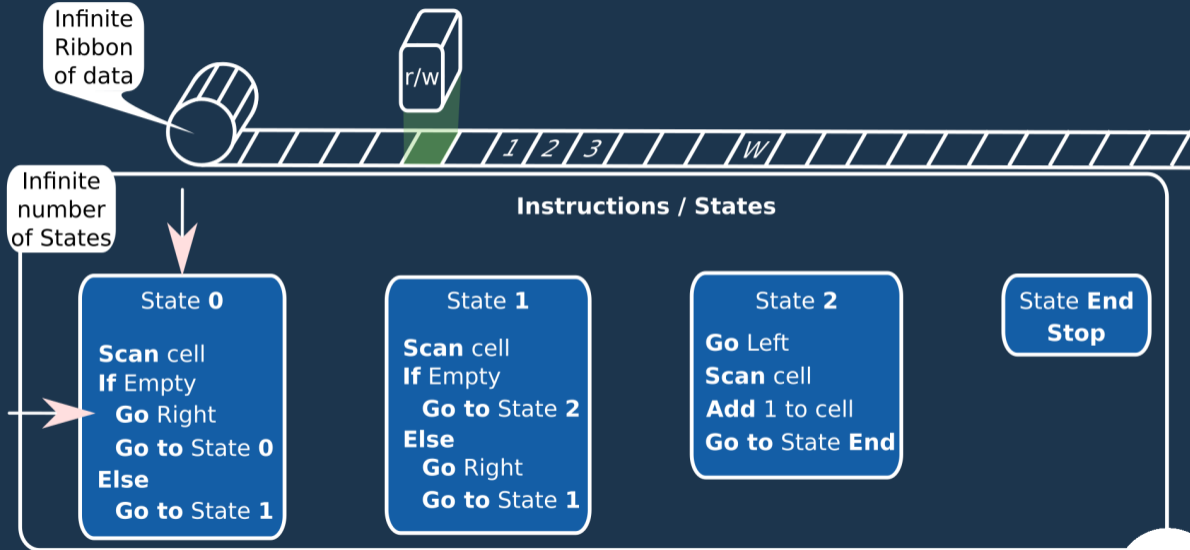 Infinite
Ribbon
of data
r/w
1 2 3 W
Infinite
number
of States
Instructions / States
State 0
Scan cell
If Empty
Go Right
Go to State 0
Else
Go to State 1
State 1
Scan cell
If Empty
Go to State 2
Else
Go Right
Go to State 1
State 2
Go Left
Scan cell
Add 1 to cell
Go to State End
State End
Stop